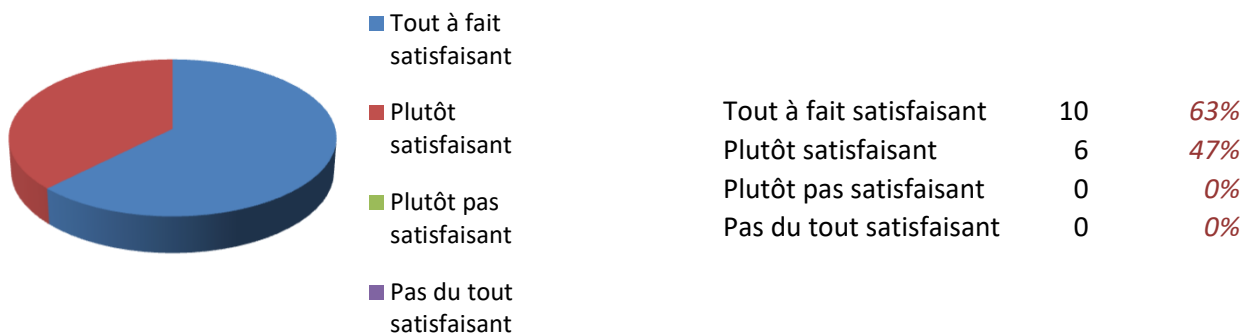 Tout à fait
satisfaisant
Plutôt
satisfaisant
Plutôt pas
satisfaisant
Pas du tout
satisfaisant
Tout à fait satisfaisant 10 63%
Plutôt satisfaisant 6 47%
Plutôt pas satisfaisant 0 0%
Pas du tout satisfaisant 0 0%